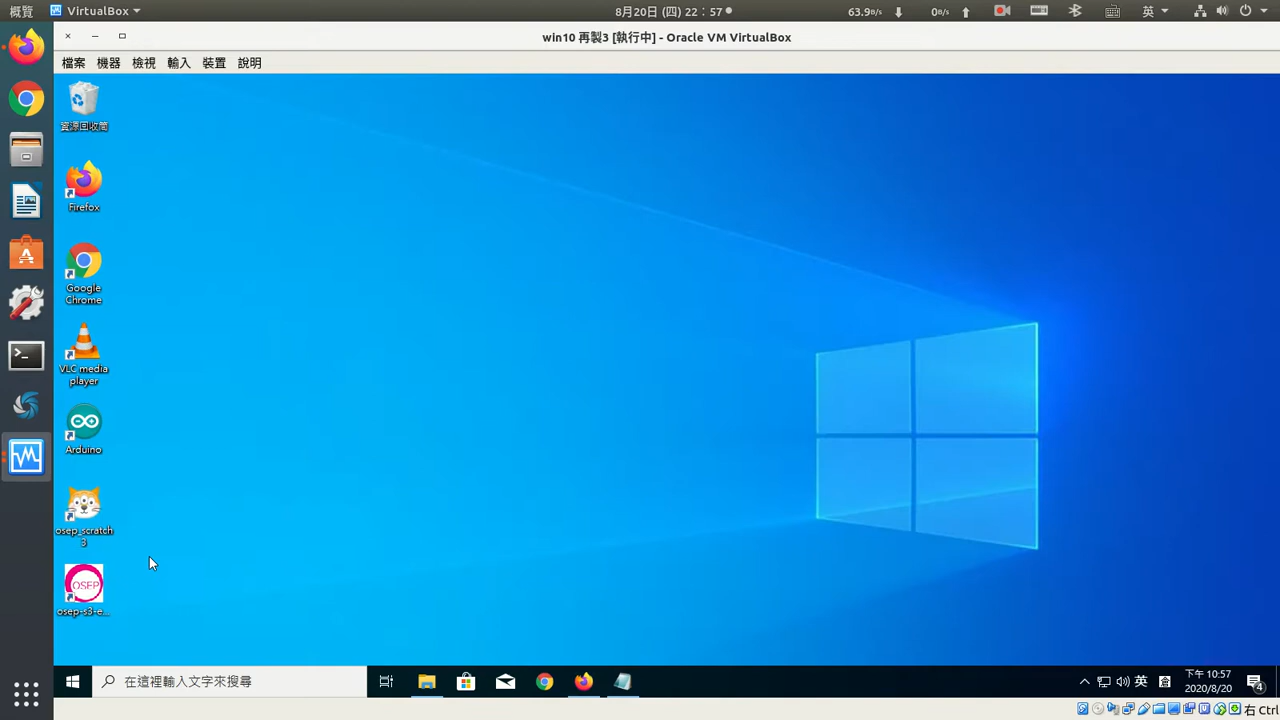 概覽
VirtualBox
8月20日 (四) 22:57
63.9B/s
0B/s
英
win10 再製3 [執行中] - Oracle VM VirtualBox
檔案 機器 檢視 輸入 裝置 說明
資源回收筒
Firefox
Google
Chrome
VLC media
player
Arduino
osep_scratch
3
OSEP
osep-s3-e...
在這裡輸入文字來搜尋
英
下午 10:57
2020/8/20
4
右 Ctrl